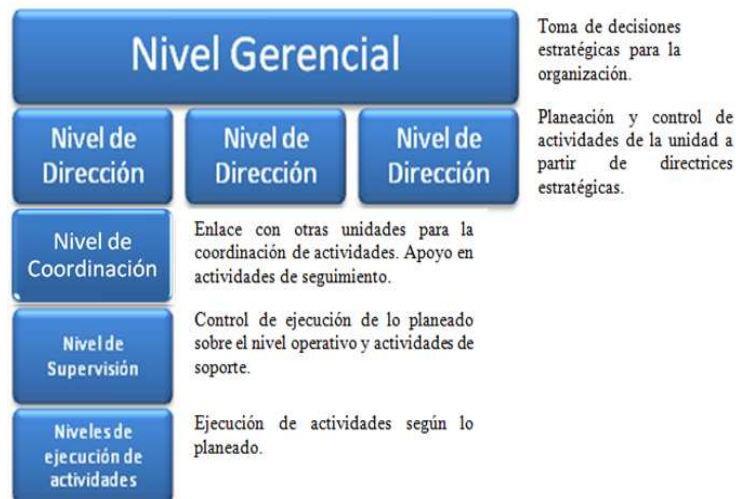 Nivel Gerencial
Toma de decisiones
estratégicas para la
organización.
Nivel de
Dirección
Nivel de
Dirección
Nivel de
Dirección
Planeación y control de
actividades de la unidad a
partir de directrices
estratégicas.
Nivel de
Coordinación
Enlace con otras unidades para la
coordinación de actividades. Apoyo en
actividades de seguimiento.
Nivel de
Supervisión
Control de ejecución de lo planeado
sobre el nivel operativo y actividades de
soporte.
Niveles de
ejecución de
actividades
Ejecución de actividades según lo
planeado.